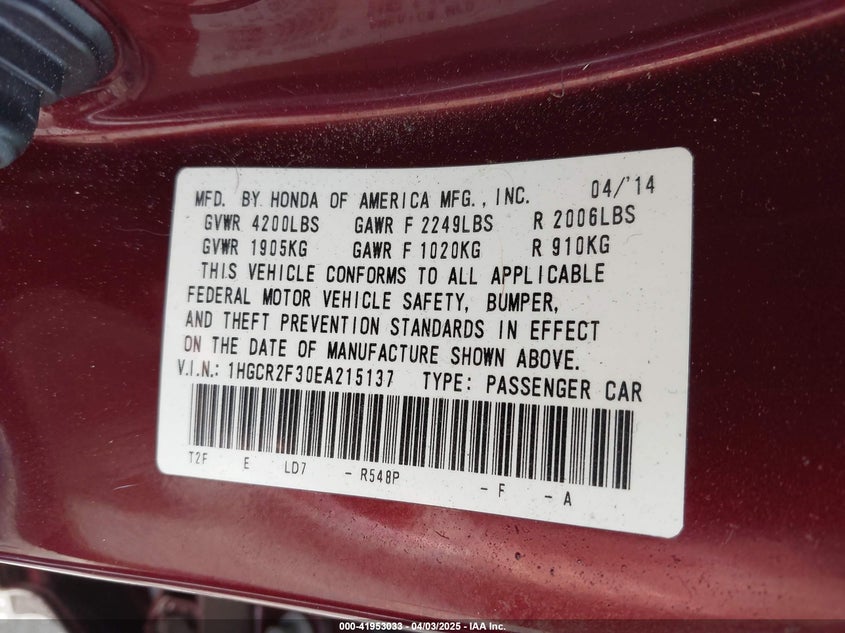 MFD. BY HONDA OF AMERICA MFG., INC. 04/'14
GVWR 4200LBS GAWR F 2249LBS R 2006LBS
GVWR 1905KG GAWR F 1020KG R 910KG
THIS VEHICLE CONFORMS TO ALL APPLICABLE
FEDERAL MOTOR VEHICLE SAFETY, BUMPER,
AND THEFT PREVENTION STANDARDS IN EFFECT
ON THE DATE OF MANUFACTURE SHOWN ABOVE.
V.I.N.: 1HGCR2F30EA215137 TYPE: PASSENGER CAR
T2F E LD7 - R548P - F - A
000-41953033 - 04/03/2025 - IAA Inc.